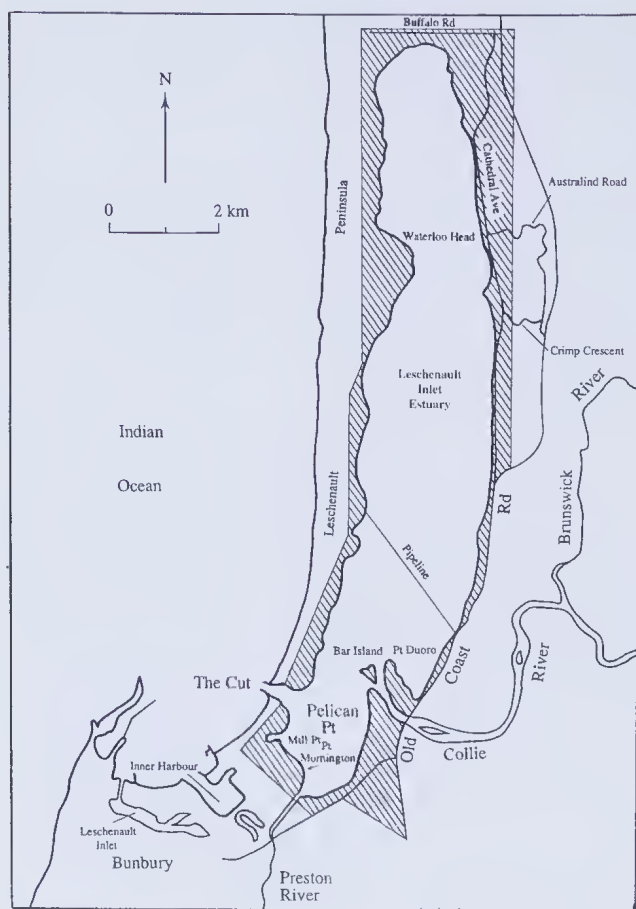 Buffalo Rd
N
0 2 km
Peninsula
Cathedral Ave
Australind Road
Waterloo Head
Crimp Crescent
Leschenault
Inlet
Estuary
River
Indian
Ocean
Leschenault
Rd
Brunswick
Pipeline
Bar Island
Pt Duoro
Coast
River
The Cut
Pelican
Pt
Mill Pt
Pt
Mornington
Old
Collie
Inner Harbour
Leschenault
Inlet
Bunbury
Preston
River